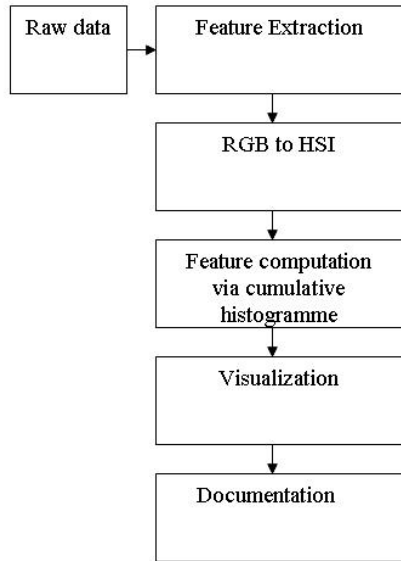 Raw data
Feature Extraction
RGB to HSI
Feature computation
via cumulative
histogramme
Visualization
Documentation